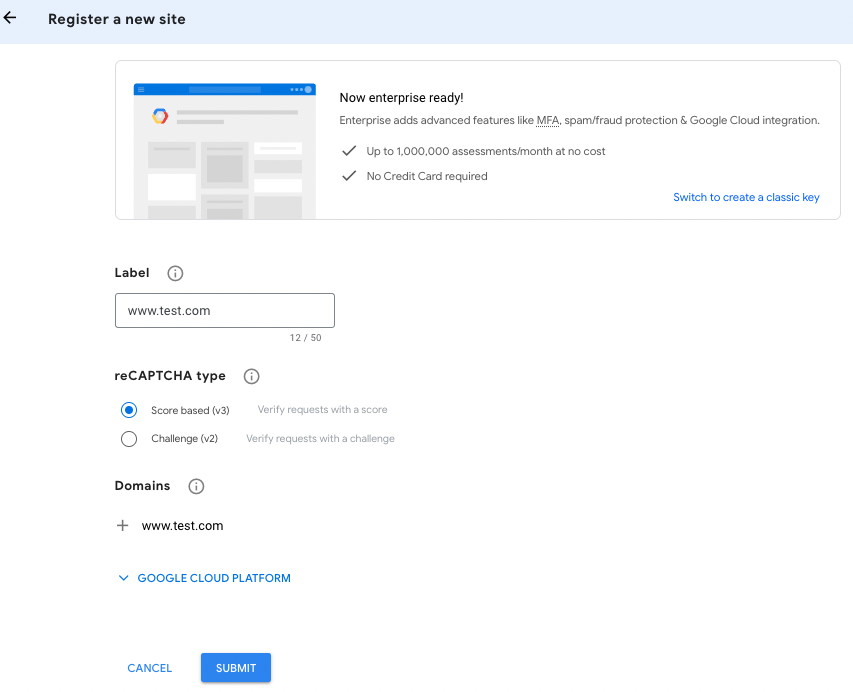 Register a new site
Now enterprise ready!
Enterprise adds advanced features like MFA, spam/fraud protection & Google Cloud integration.
Up to 1,000,000 assessments/month at no cost
No Credit Card required
Switch to create a classic key
Label
www.test.com
12 / 50
reCAPTCHA type
Score based (v3) Verify requests with a score
Challenge (v2) Verify requests with a challenge
Domains
www.test.com
GOOGLE CLOUD PLATFORM
CANCEL SUBMIT